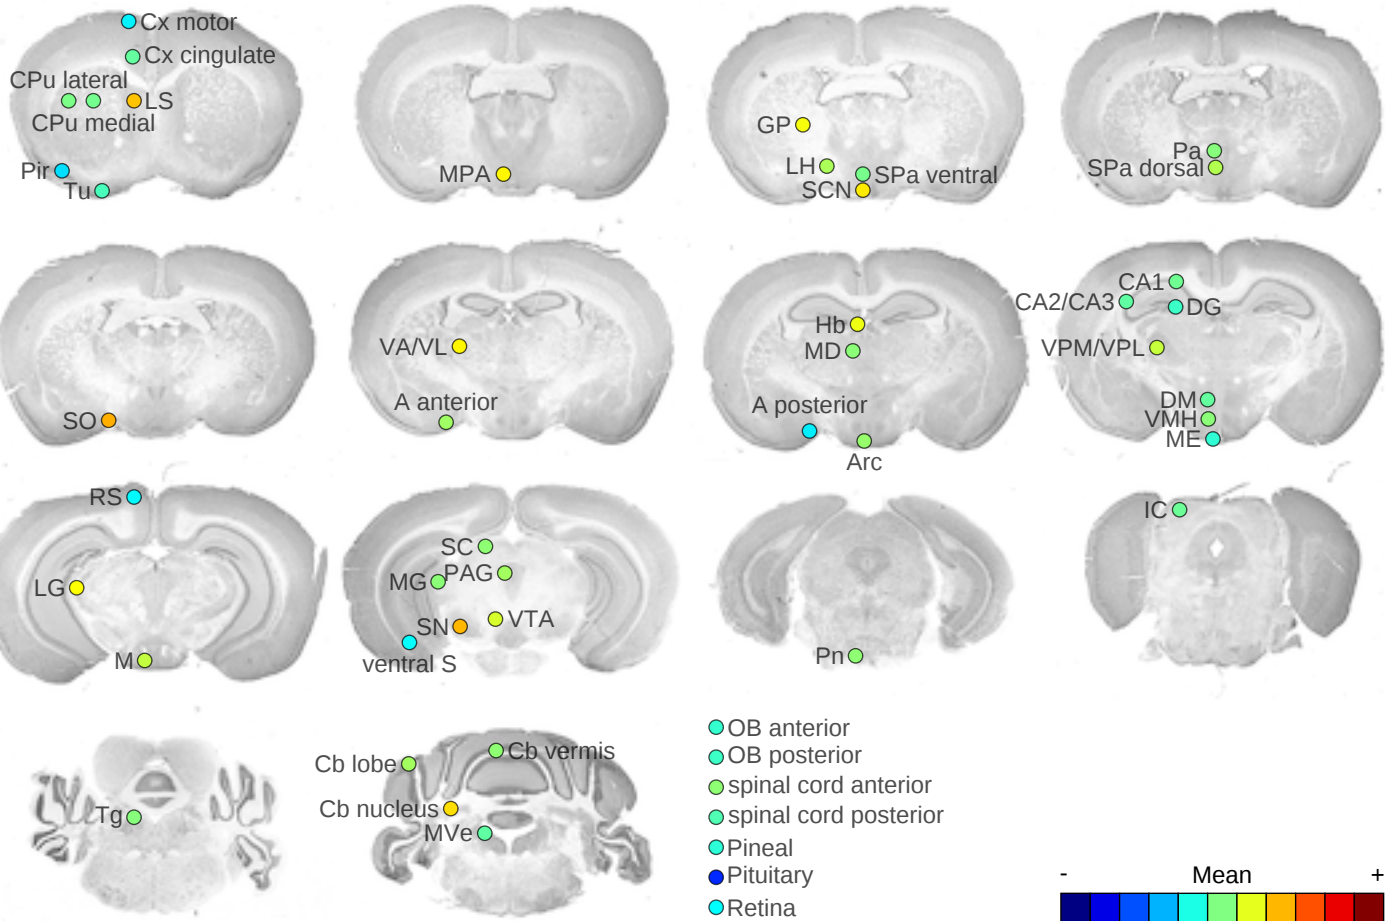 Cx motor
Cx cingulate
CPu lateral
LS
CPu medial
Pir
Tu
MPA
GP
LH
SPa ventral
SCN
Pa
SPa dorsal
SO
VA/VL
A anterior
Hb
MD
A posterior
Arc
CA1
CA2/CA3
DG
VPM/VPL
DM
VMH
ME
RS
LG
M
SC
MG
PAG
SN
VTA
ventral S
Pn
IC
Tg
Cb lobe
Cb vermis
Cb nucleus
MVe
OB anterior
OB posterior
spinal cord anterior
spinal cord posterior
Pineal
Pituitary
Retina
- Mean +